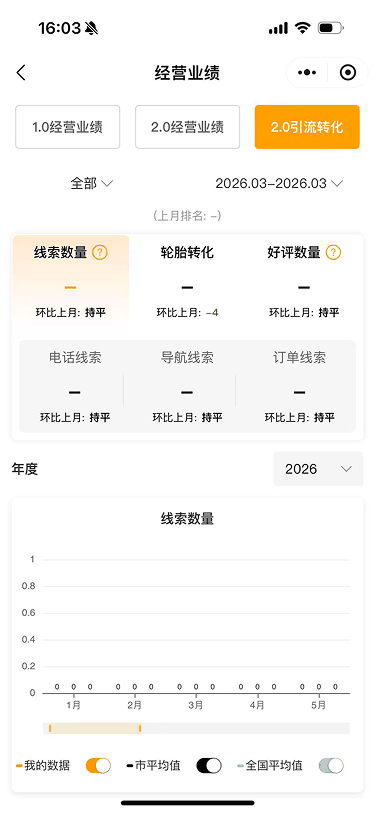 16:03
经营业绩
1.0经营业绩 2.0经营业绩 2.0引流转化
全部 2026.03-2026.03
(上月排名: -)
线索数量 ? 轮胎转化 好评数量 ?
- - -
环比上月: 持平 环比上月: -4 环比上月: 持平
电话线索 导航线索 订单线索
- - -
环比上月: 持平 环比上月: 持平 环比上月: 持平
年度 2026
线索数量
1
0.8
0.6
0.4
0.2
0 0 0 0 0 0 0 0 0 0 0 0 0 0 0 0
1月 2月 3月 4月 5月
我的数据 市平均值 全国平均值